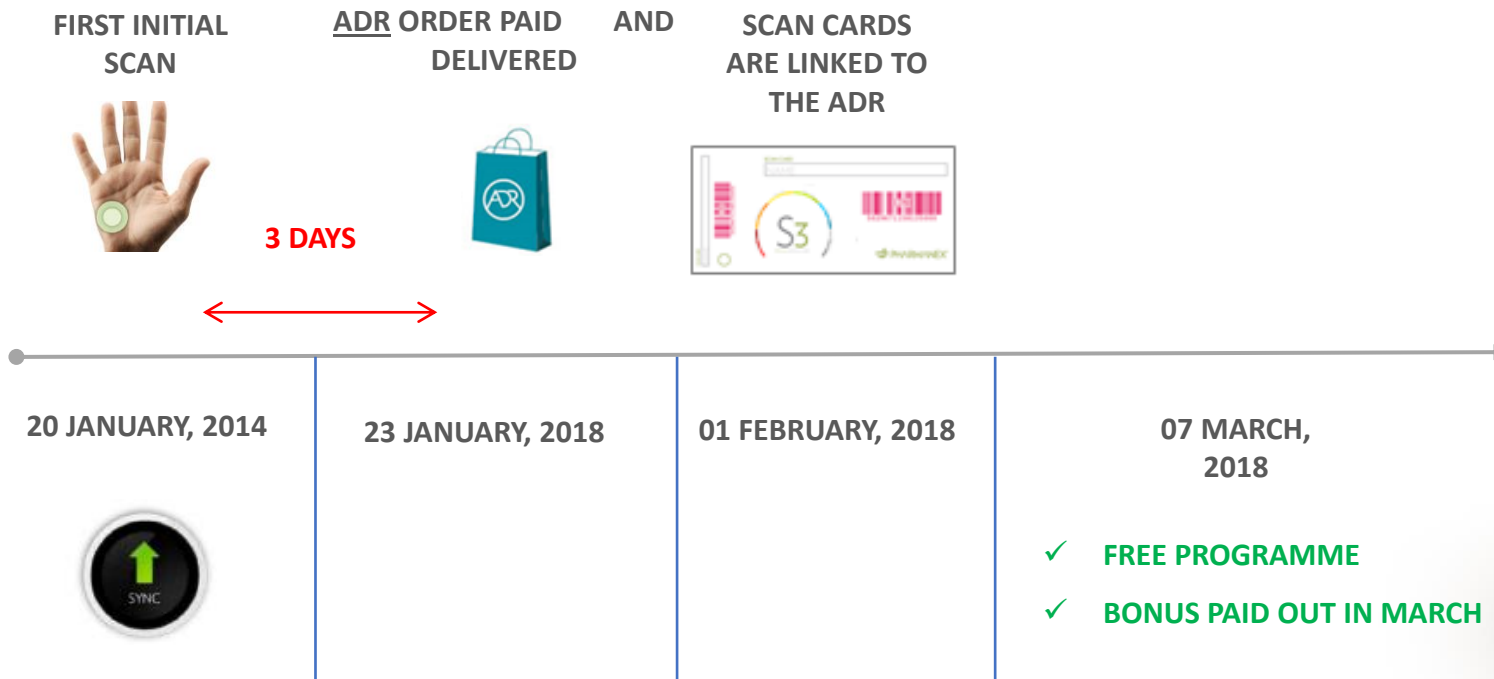 FIRST INITIAL
SCAN
ADR ORDER PAID AND
DELIVERED
SCAN CARDS
ARE LINKED TO
THE ADR
ADR
S3
PHARMANEX
3 DAYS
20 JANUARY, 2014
23 JANUARY, 2018
01 FEBRUARY, 2018
07 MARCH,
2018
SYNC
✓ FREE PROGRAMME
✓ BONUS PAID OUT IN MARCH